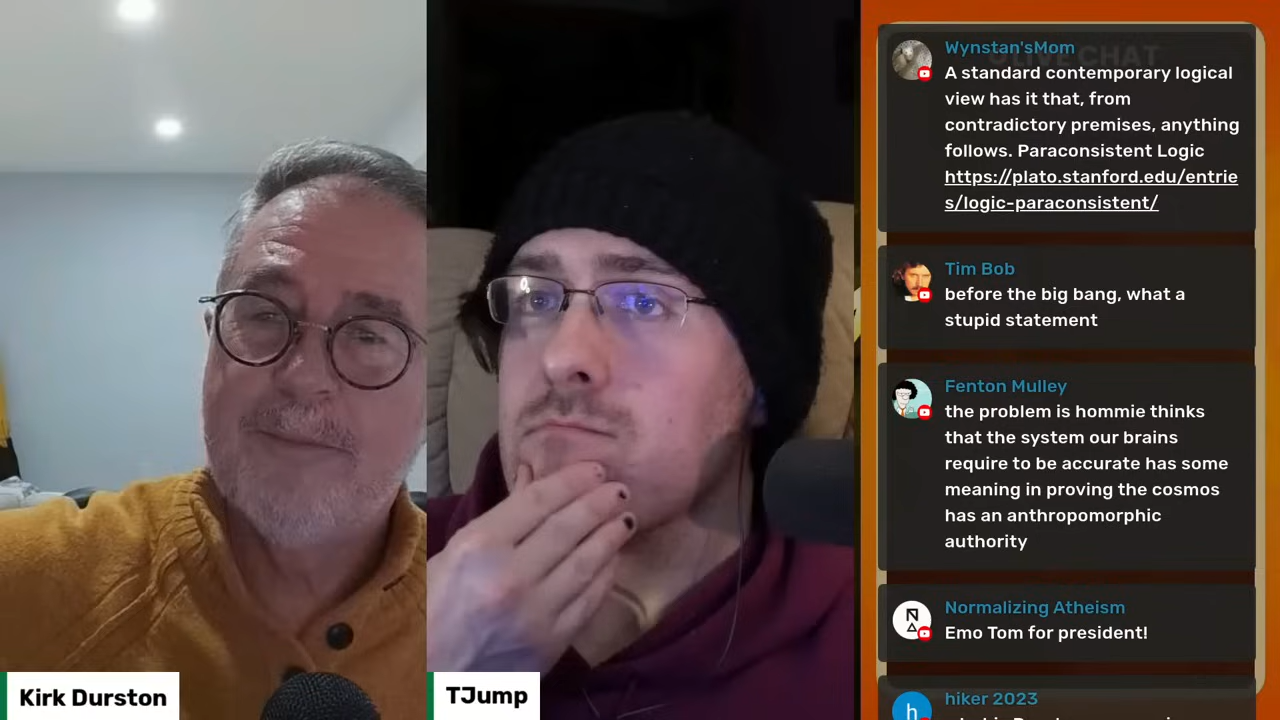 Wynstan'sMom
A standard contemporary logical
view has it that, from
contradictory premises, anything
follows. Paraconsistent Logic
https://plato.stanford.edu/entrie
s/logic-paraconsistent/
Tim Bob
before the big bang, what a
stupid statement
Fenton Mulley
the problem is hommie thinks
that the system our brains
require to be accurate has some
meaning in proving the cosmos
has an anthropomorphic
authority
Normalizing Atheism
Emo Tom for president!
hiker 2023
Kirk Durston
TJump